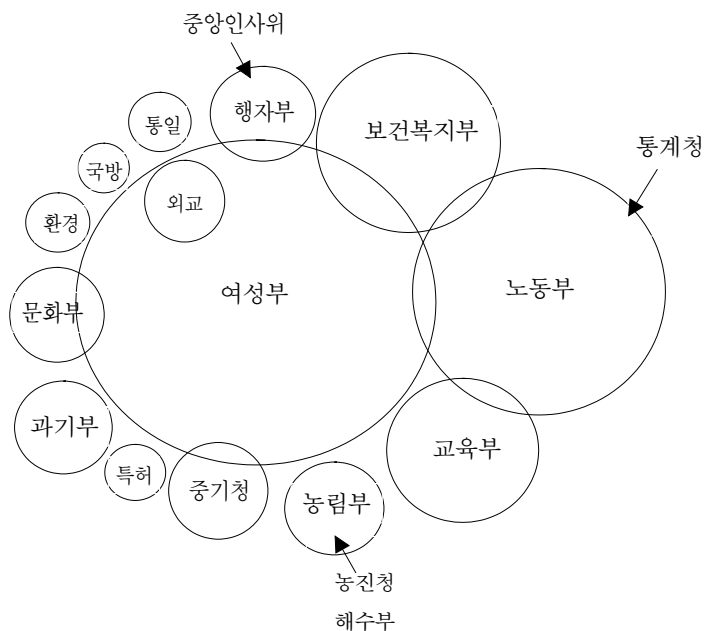 중앙인사위
행자부
보건복지부
통일
통계청
국방
외교
환경
여성부
노동부
문화부
과기부
교육부
특허
중기청
농림부
농진청
해수부